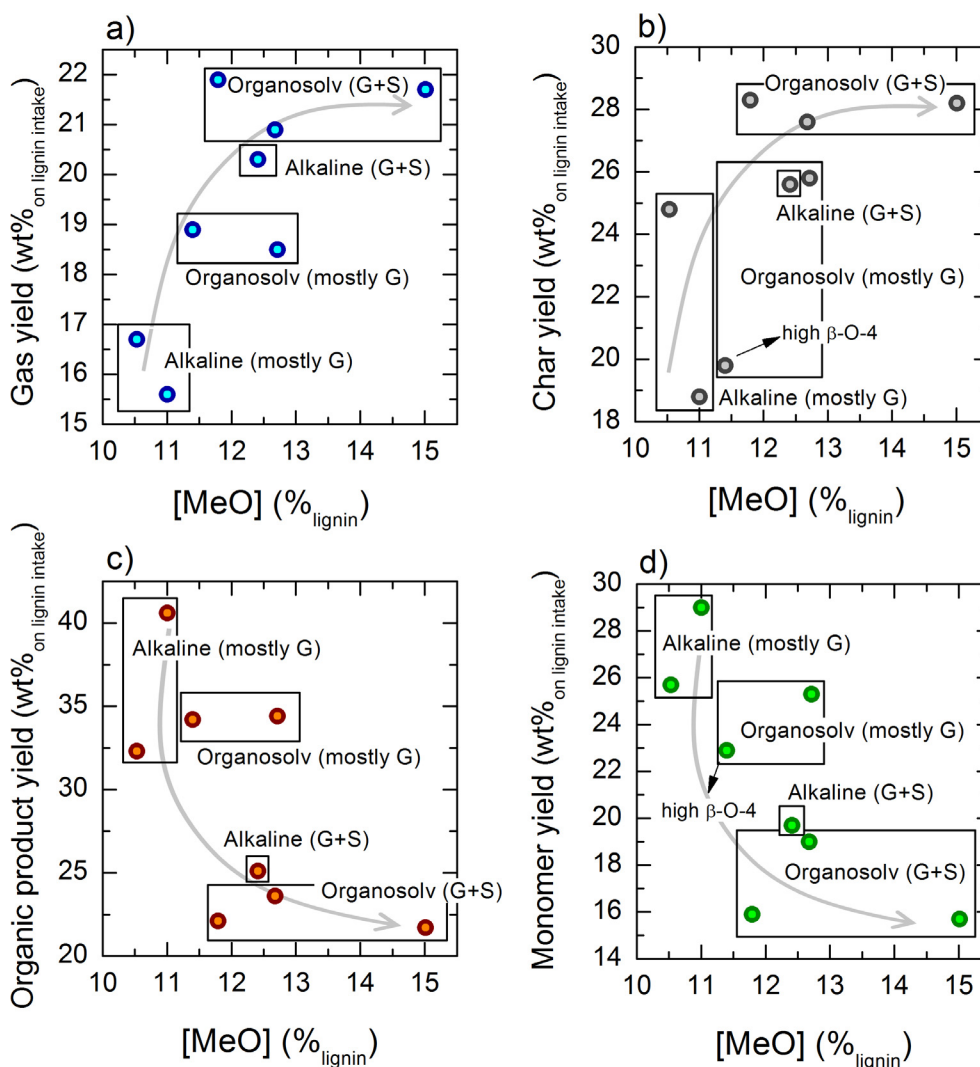 a)
Gas yield (wt%on lignin intake)
22
21
20
19
18
17
16
15
Organosolv (G+S)
Alkaline (G+S)
Organosolv (mostly G)
Alkaline (mostly G)
10 11 12 13 14 15
[MeO] (%lignin)
b)
Char yield (wt%on lignin intake)
30
28
26
24
22
20
18
Organosolv (G+S)
Alkaline (G+S)
Organosolv (mostly G)
high β-O-4
Alkaline (mostly G)
10 11 12 13 14 15
[MeO] (%lignin)
c)
Organic product yield (wt%on lignin intake)
40
35
30
25
20
Alkaline (mostly G)
Organosolv (mostly G)
Alkaline (G+S)
Organosolv (G+S)
10 11 12 13 14 15
[MeO] (%lignin)
d)
Monomer yield (wt%on lignin intake)
30
28
26
24
22
20
18
16
14
Alkaline (mostly G)
Organosolv (mostly G)
high β-O-4
Alkaline (G+S)
Organosolv (G+S)
10 11 12 13 14 15
[MeO] (%lignin)